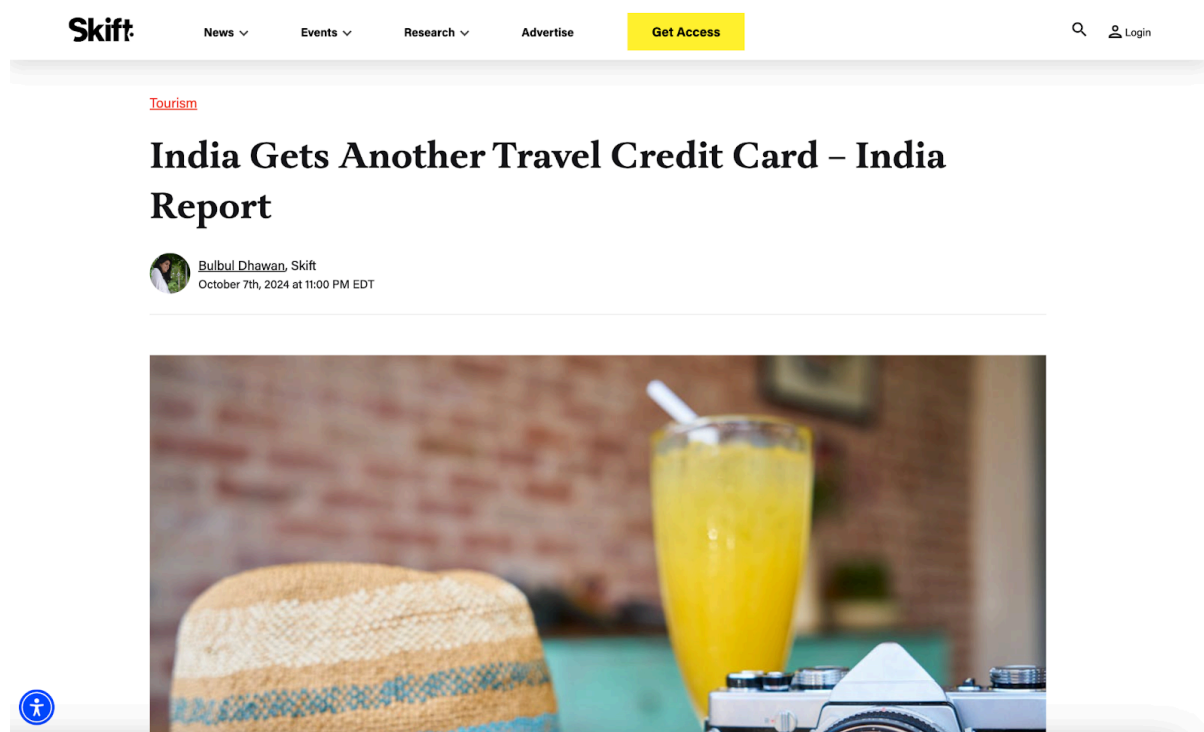 Skift
News
Events
Research
Advertise
Get Access
Login
Tourism
India Gets Another Travel Credit Card – India
Report
Bulbul Dhawan, Skift
October 7th, 2024 at 11:00 PM EDT